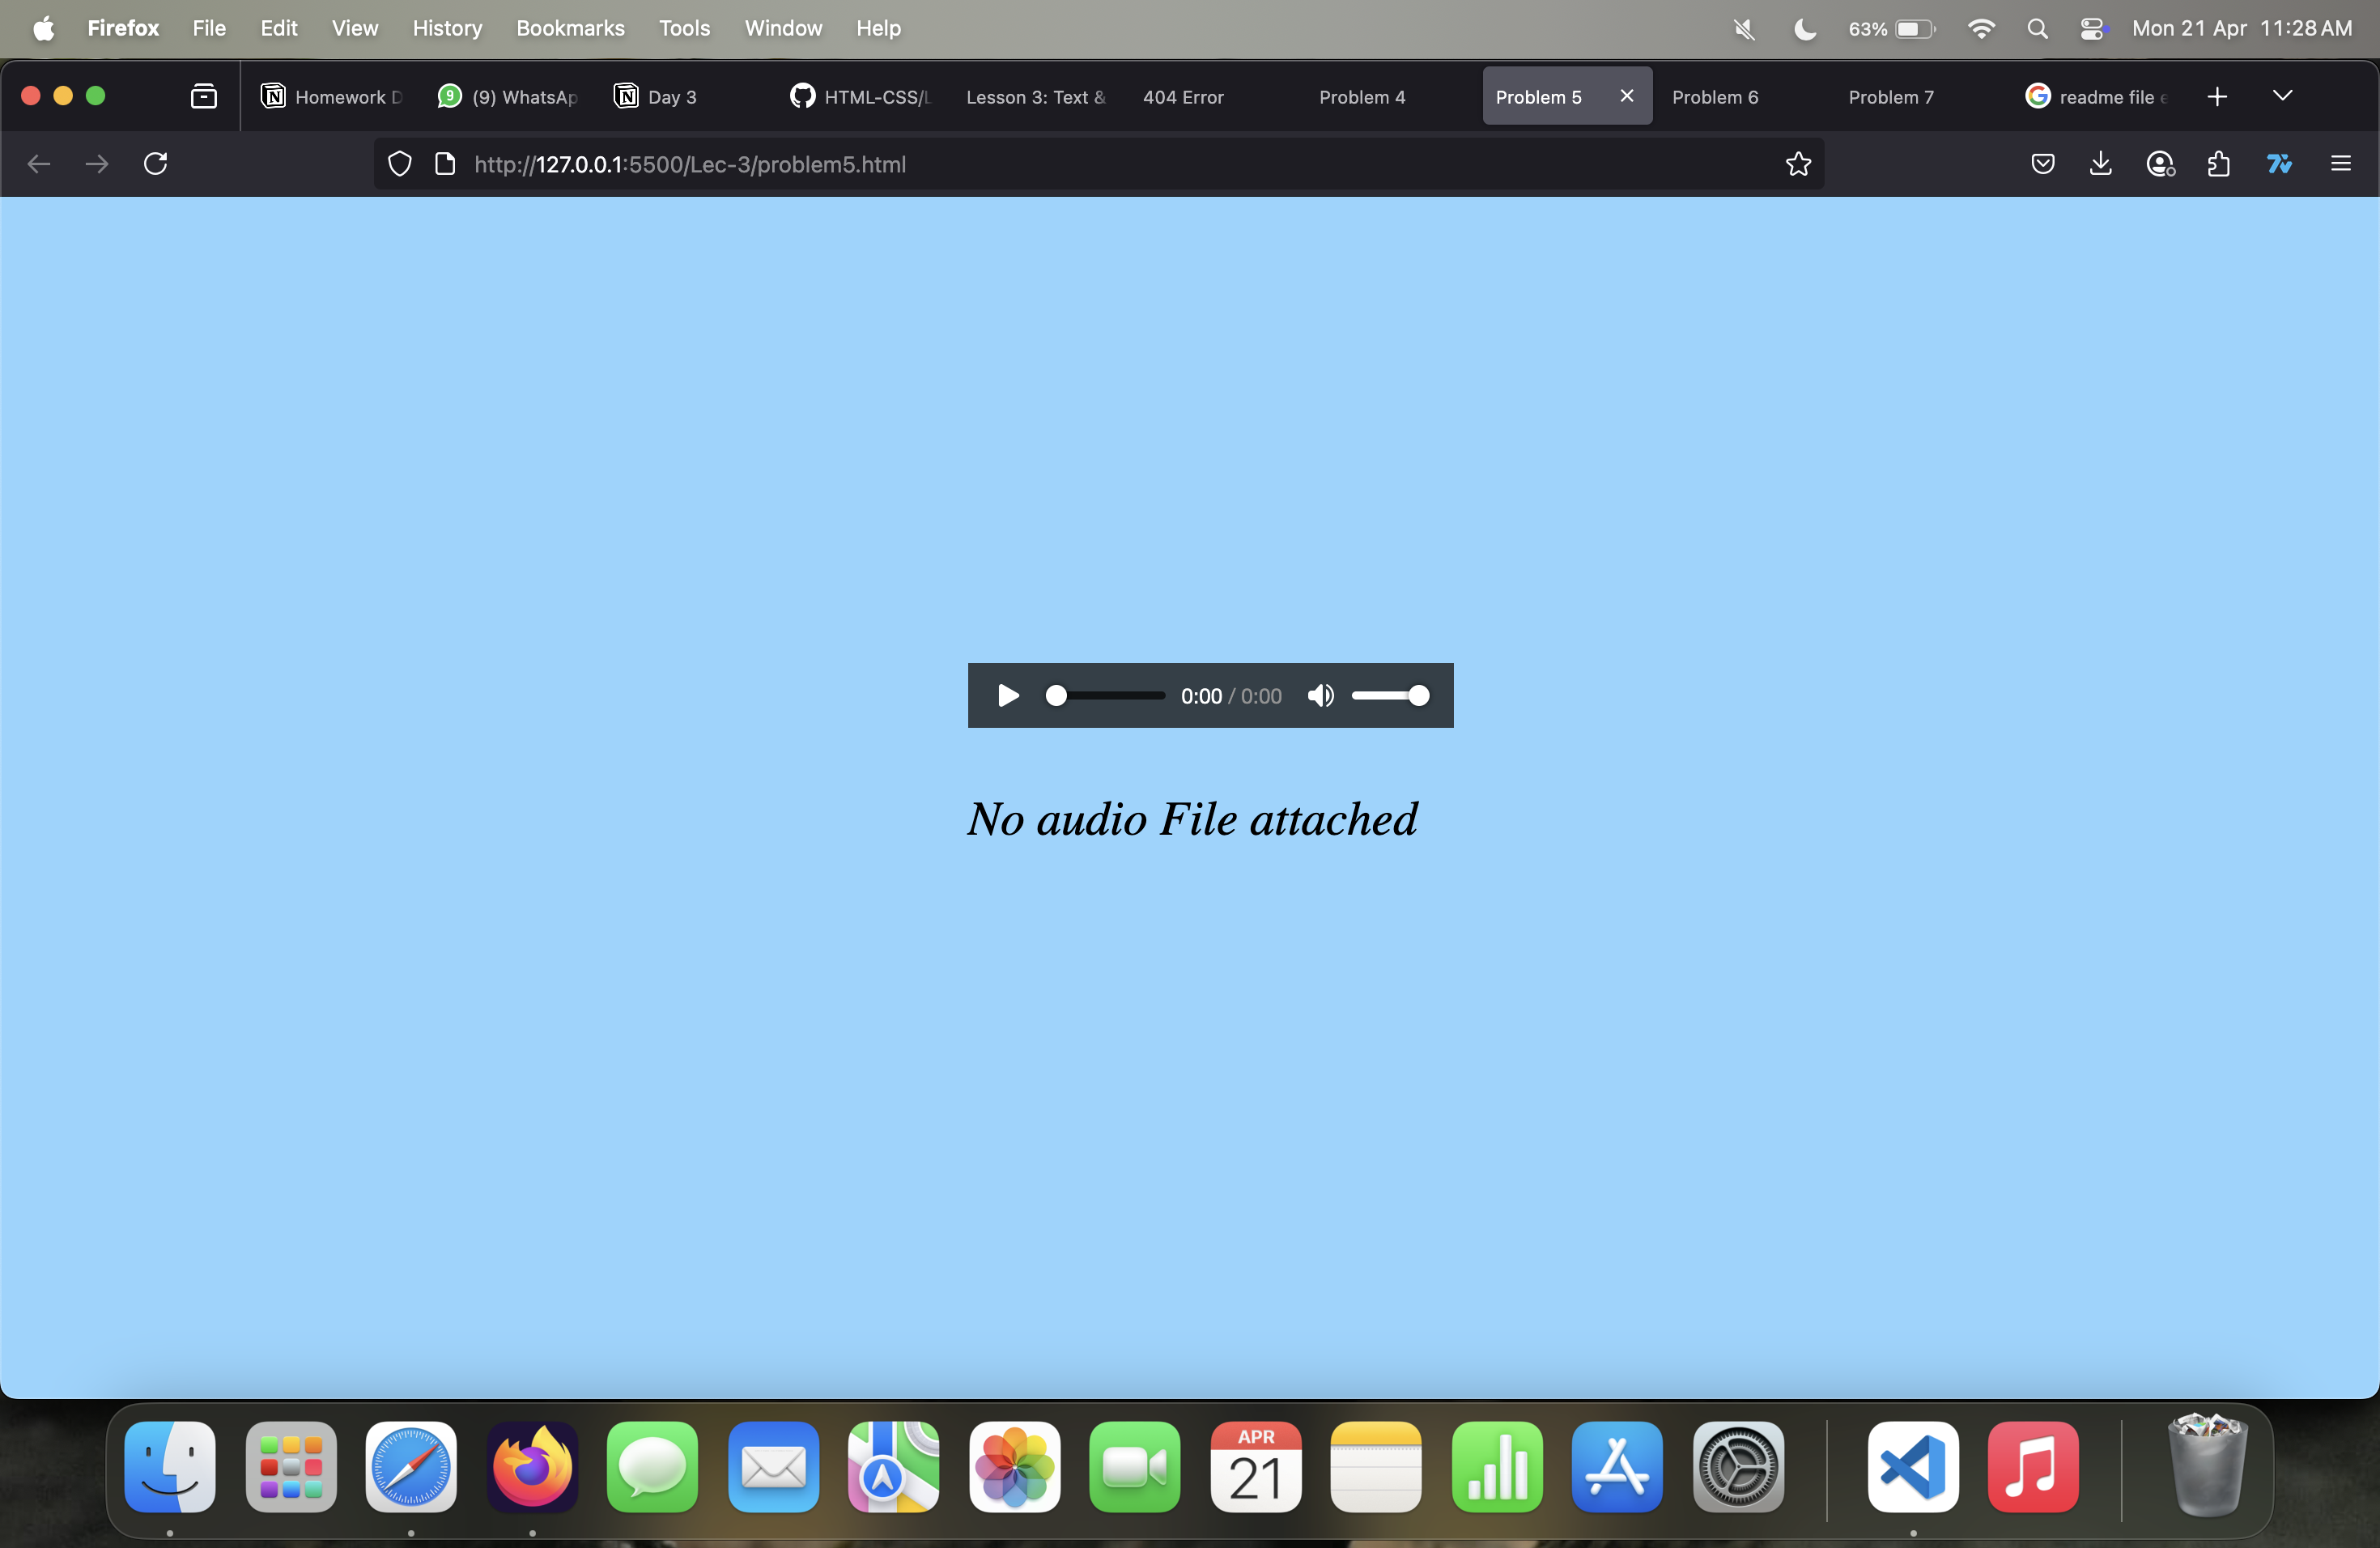 Firefox File Edit View History Bookmarks Tools Window Help 63% Mon 21 Apr 11:28 AM
Homework D 9 (9) WhatsAp Day 3 HTML-CSS/L Lesson 3: Text & 404 Error Problem 4 Problem 5 Problem 6 Problem 7 readme file e
http://127.0.0.1:5500/Lec-3/problem5.html
0:00 / 0:00
No audio File attached
APR
21